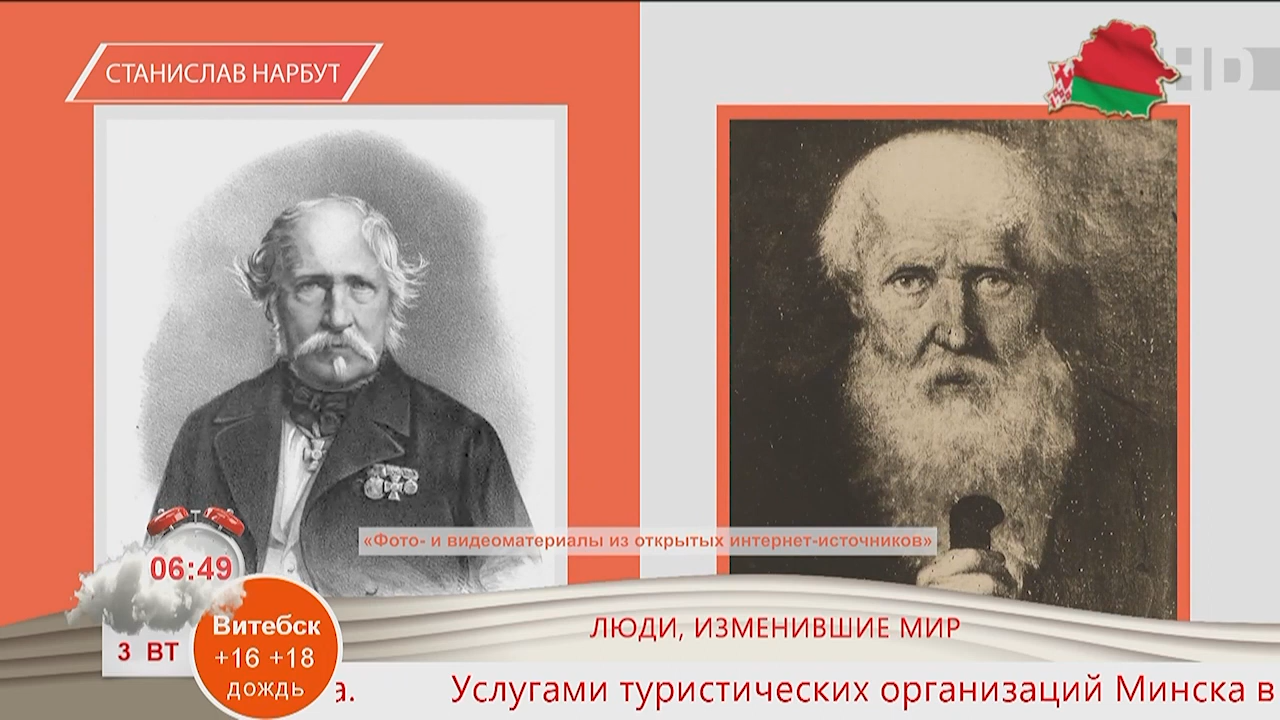 СТАНИСЛАВ НАРБУТ
HD
«Фото- и видеоматериалы из открытых интернет-источников»
06:49
3 ВТ
Витебск
+16 +18
дождь
ЛЮДИ, ИЗМЕНИВШИЕ МИР
а. Услугами туристических организаций Минска в